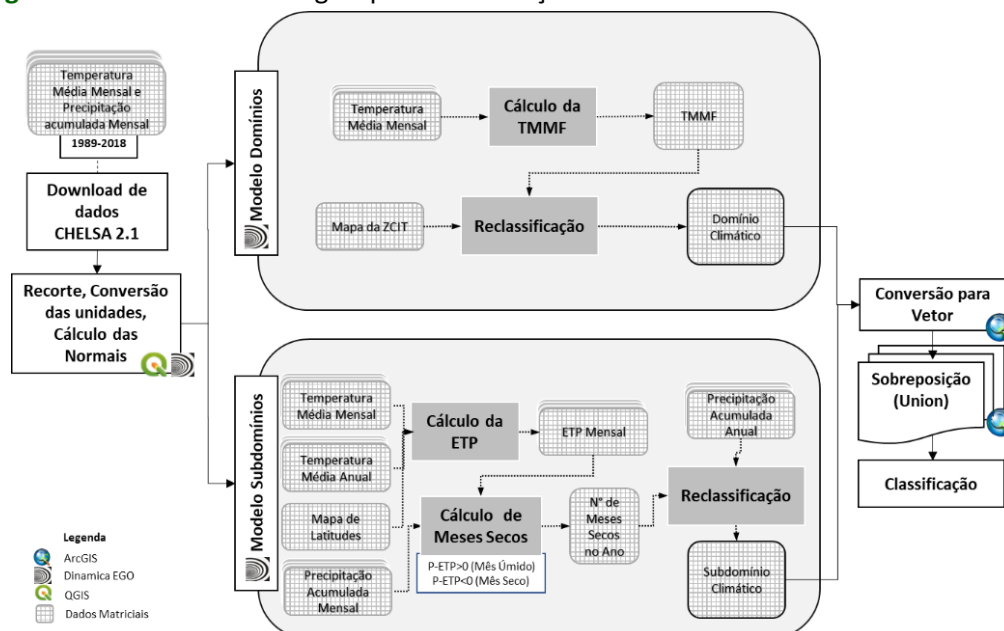 Temperatura
Média Mensal e
Precipitação
acumulada Mensal
1989-2018
Download de
dados
CHELSA 2.1
Recorte, Conversão
das unidades,
Cálculo das
Normais
Modelo Domínios
Temperatura
Média Mensal
Cálculo da
TMMF
TMMF
Mapa da ZCIT
Reclassificação
Domínio
Climático
Modelo Subdomínios
Temperatura
Média Mensal
Temperatura
Média Anual
Mapa de
Latitudes
Precipitação
Acumulada
Mensal
Cálculo da
ETP
ETP Mensal
Cálculo de
Meses Secos
P-ETP>0 (Mês Úmido)
P-ETP<0 (Mês Seco)
N° de
Meses
Secos
no Ano
Precipitação
Acumulada
Anual
Reclassificação
Subdomínio
Climático
Conversão para
Vetor
Sobreposição
(Union)
Classificação
Legenda
ArcGIS
Dinamica EGO
QGIS
Dados Matriciais